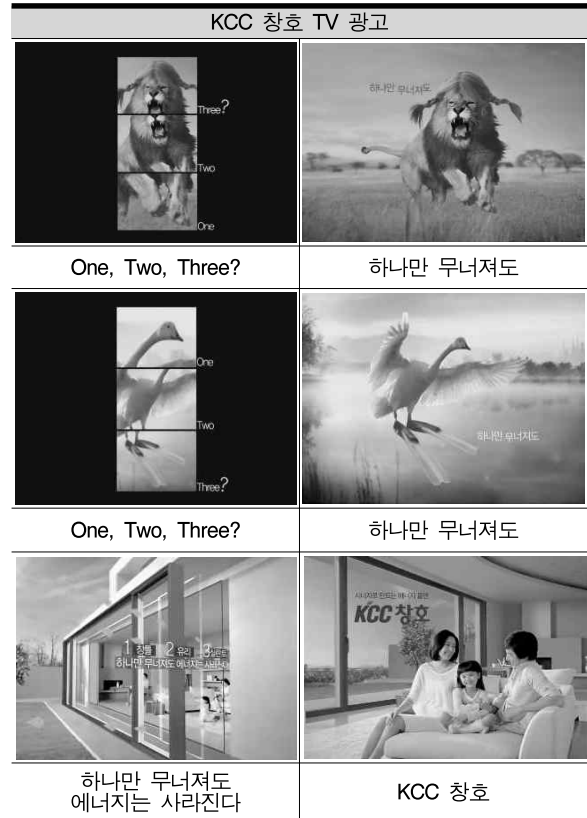 KCC 창호 TV 광고
Three?
Two
One
하나만 무너져도
One, Two, Three?
하나만 무너져도
One
Two
Three?
하나만 무너져도
One, Two, Three?
하나만 무너져도
1 창틀 2 유리 3 실란트
하나만 무너져도 에너지는 사라진다
KCC 창호
하나만 무너져도
에너지는 사라진다
KCC 창호